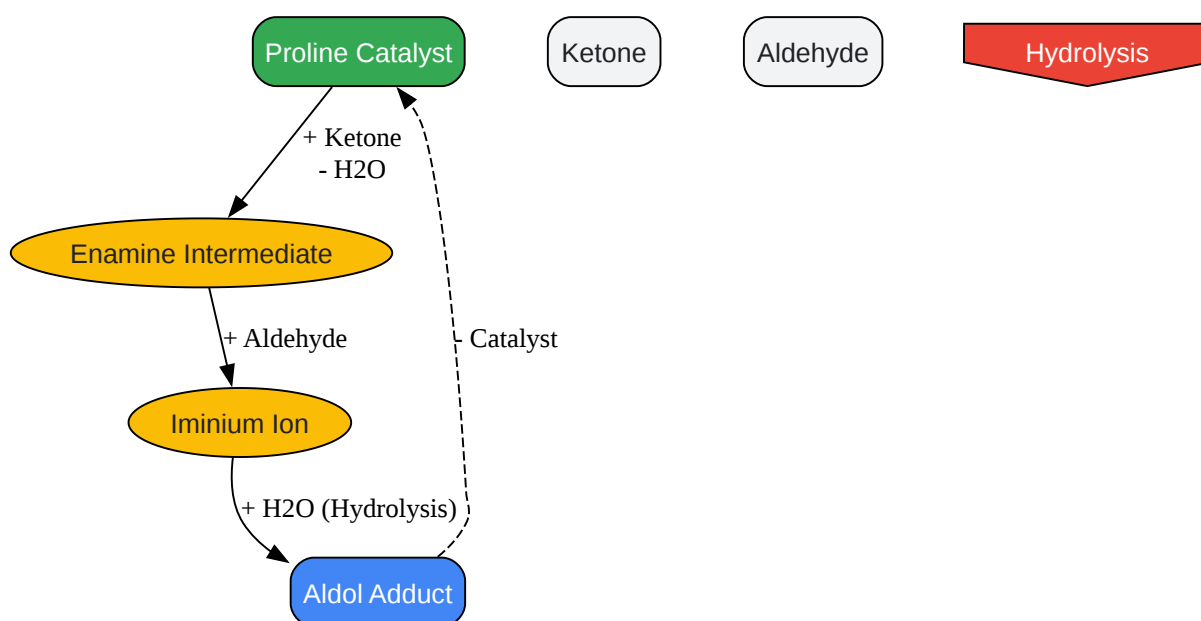 Proline Catalyst
Ketone
Aldehyde
Hydrolysis
+ Ketone
- H2O
Enamine Intermediate
+ Aldehyde
- Catalyst
Iminium Ion
+ H2O (Hydrolysis)
Aldol Adduct